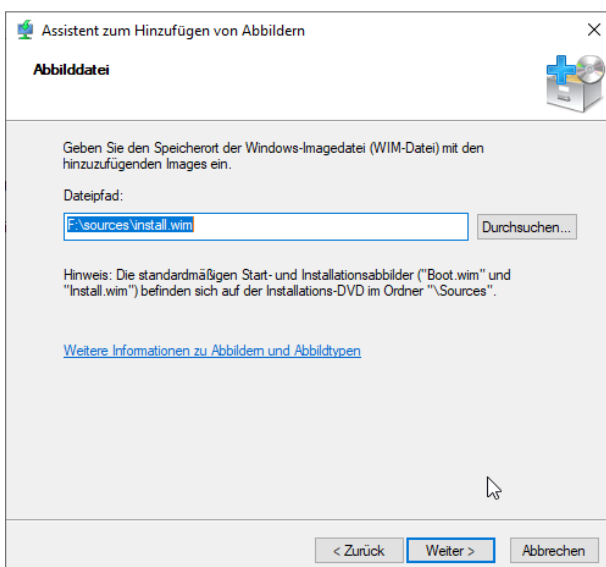 Assistent zum Hinzufügen von Abbildern
Abbilddatei
Geben Sie den Speicherort der Windows-Imagedatei (WIM-Datei) mit den
hinzuzufügenden Images ein.
Dateipfad:
F:\sources\install.wim
Durchsuchen...
Hinweis: Die standardmäßigen Start- und Installationsabbilder ("Boot.wim" und
"Install.wim") befinden sich auf der Installations-DVD im Ordner "\Sources".
Weitere Informationen zu Abbildern und Abbildtypen
< Zurück
Weiter >
Abbrechen